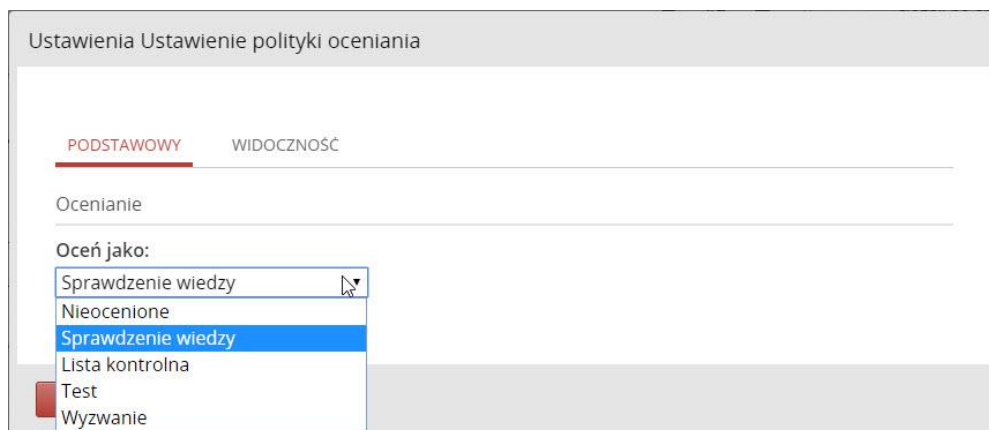 Ustawienia Ustawienie polityki oceniania
PODSTAWOWY WIDOCZNOŚĆ
Ocenianie
Oceń jako:
Sprawdzenie wiedzy
Nieocenione
Sprawdzenie wiedzy
Lista kontrolna
Test
Wyzwanie